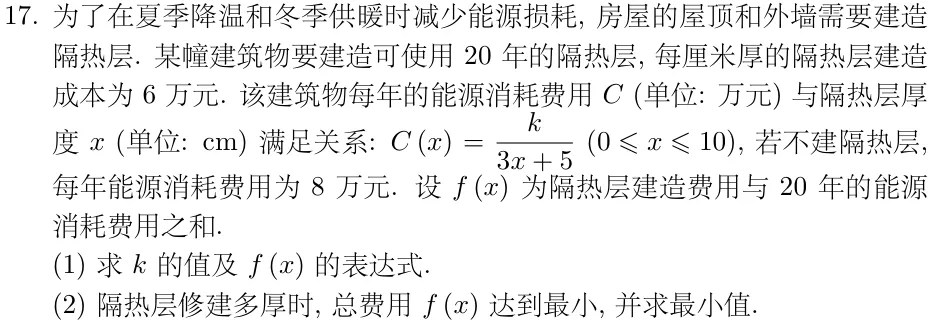 17. 为了在夏季降温和冬季供暖时减少能源损耗, 房屋的屋顶和外墙需要建造
隔热层. 某幢建筑物要建造可使用 20 年的隔热层, 每厘米厚的隔热层建造
成本为 6 万元. 该建筑物每年的能源消耗费用 C (单位: 万元) 与隔热层厚
度 x (单位: cm) 满足关系: C (x) = \frac{k}{3x + 5} (0 ⩽ x ⩽ 10), 若不建隔热层,
每年能源消耗费用为 8 万元. 设 f (x) 为隔热层建造费用与 20 年的能源
消耗费用之和.
(1) 求 k 的值及 f (x) 的表达式.
(2) 隔热层修建多厚时, 总费用 f (x) 达到最小, 并求最小值.